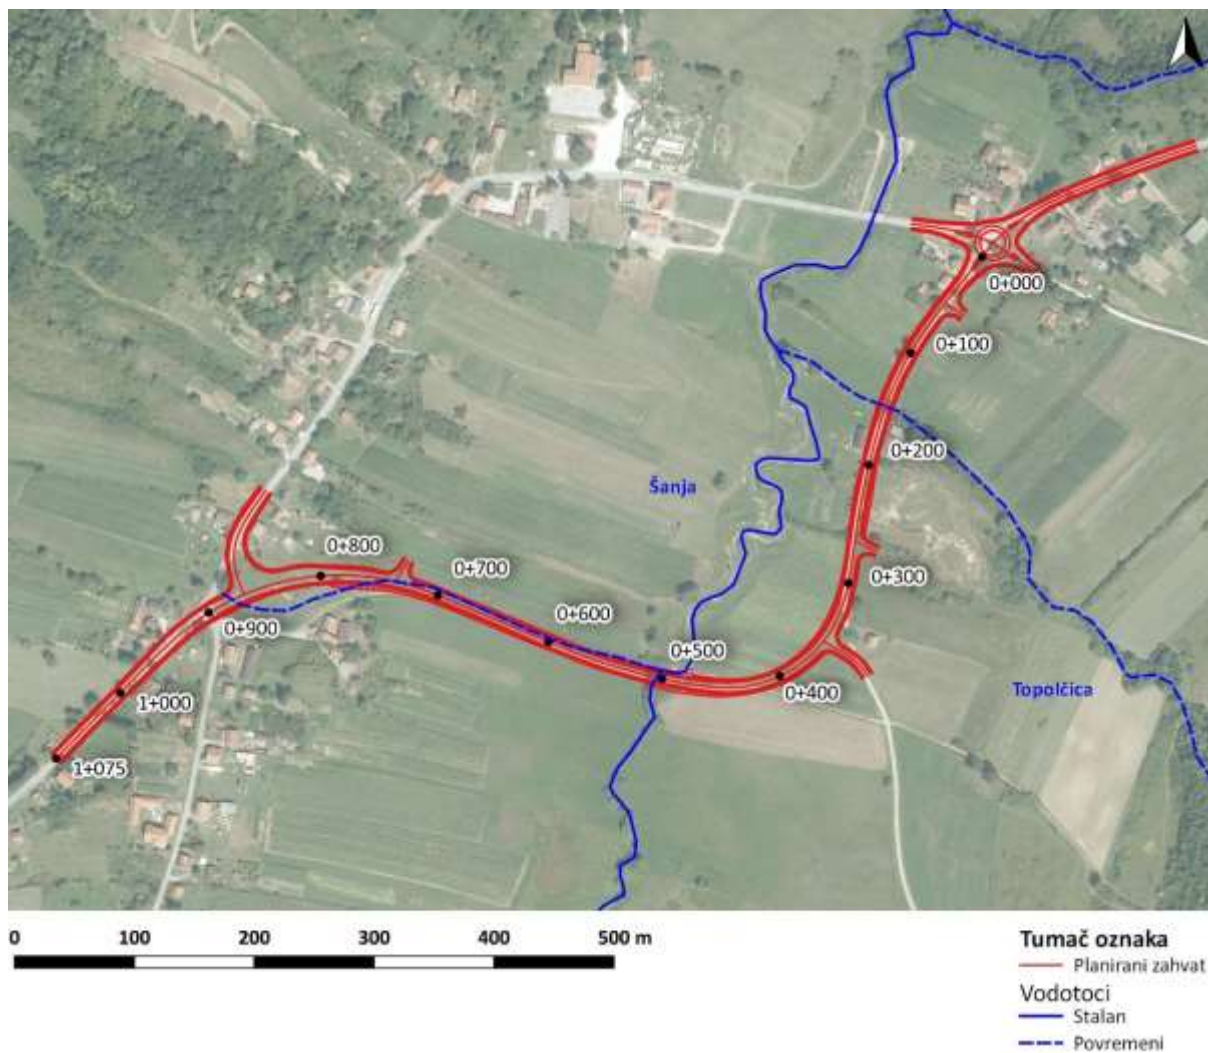 0+000
0+100
0+200
Šanja
0+800
0+700
0+300
0+600
0+900
0+500
0+400
Topolčica
1+000
1+075
0 100 200 300 400 500 m
Tumač oznaka
Planirani zahvat
Vodotoci
Stalan
Povremeni